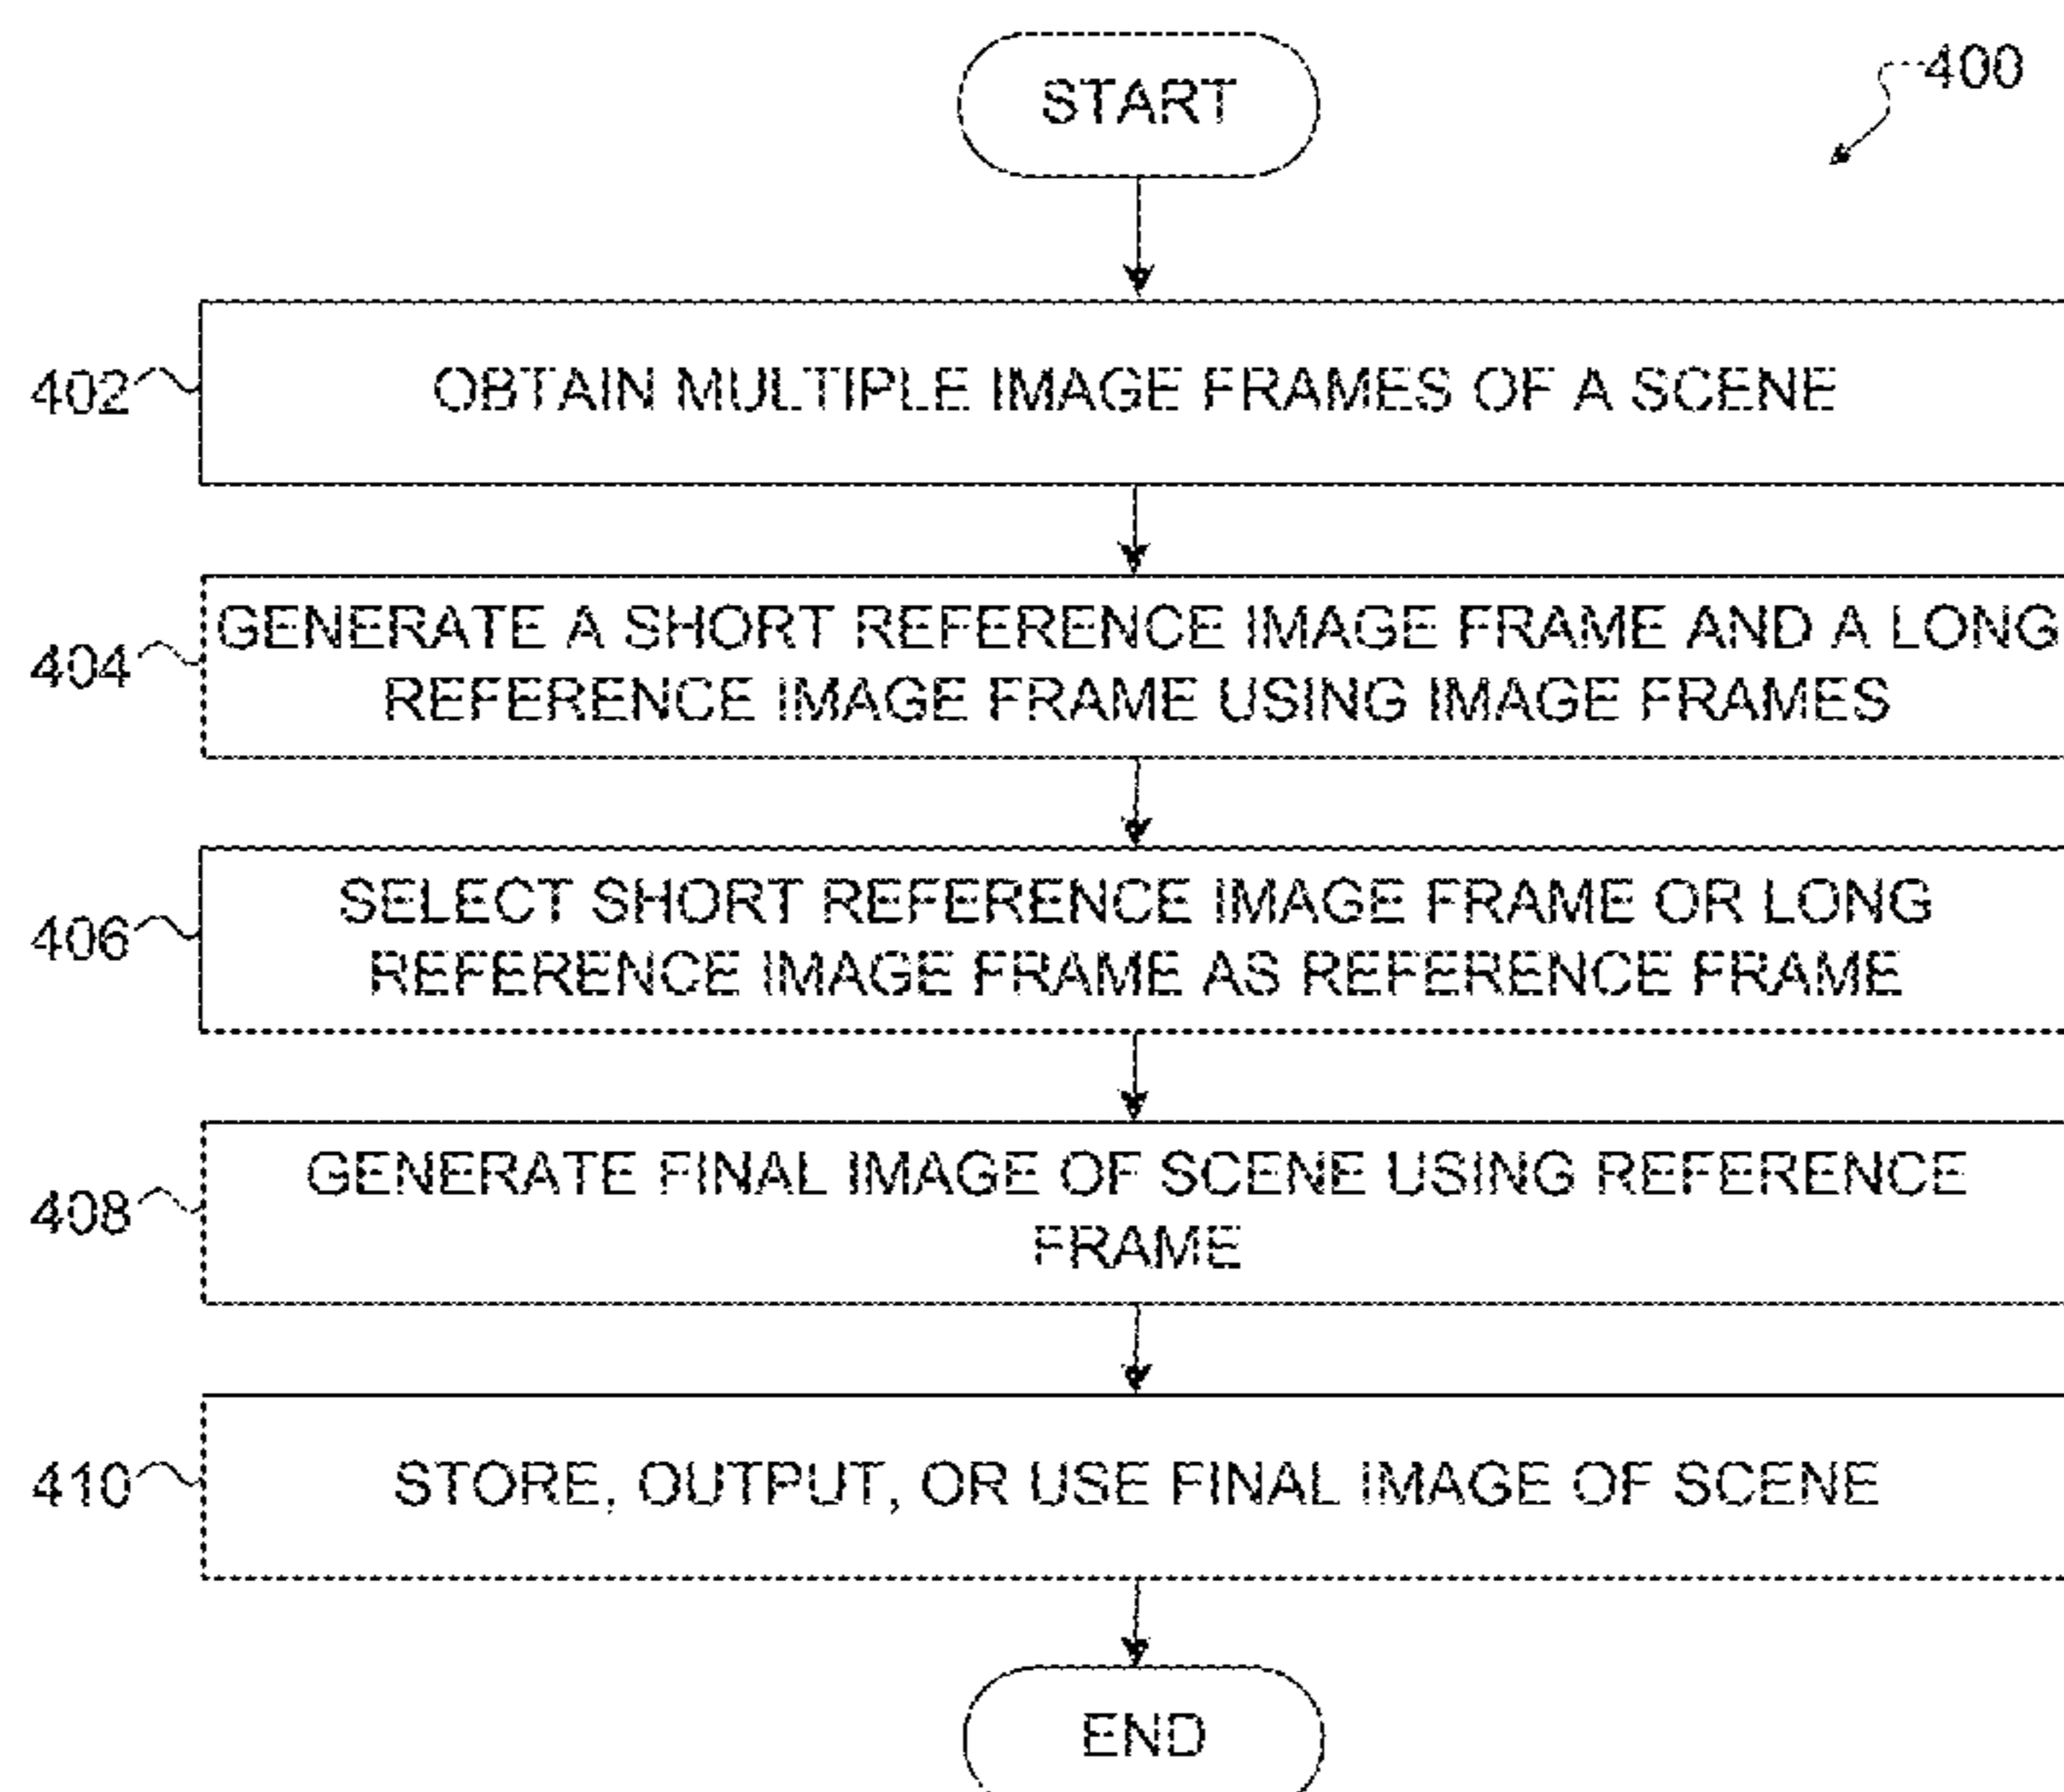 START
400
402
OBTAIN MULTIPLE IMAGE FRAMES OF A SCENE
404
GENERATE A SHORT REFERENCE IMAGE FRAME AND A LONG
REFERENCE IMAGE FRAME USING IMAGE FRAMES
406
SELECT SHORT REFERENCE IMAGE FRAME OR LONG
REFERENCE IMAGE FRAME AS REFERENCE FRAME
408
GENERATE FINAL IMAGE OF SCENE USING REFERENCE
FRAME
410
STORE, OUTPUT, OR USE FINAL IMAGE OF SCENE
END